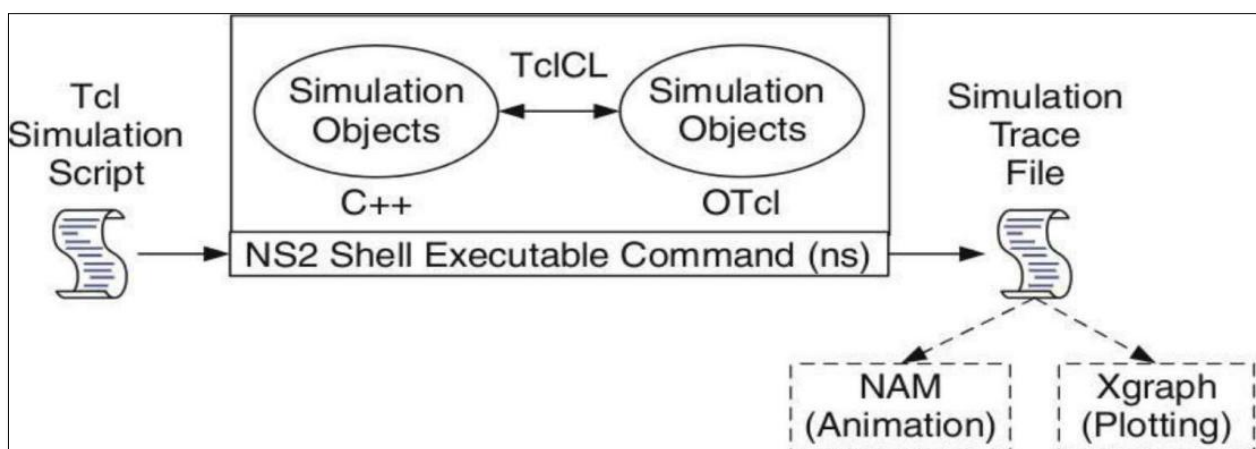 Tcl
Simulation
Script
Simulation
Objects
C++
TclCL
Simulation
Objects
OTcl
NS2 Shell Executable Command (ns)
Simulation
Trace
File
NAM
(Animation)
Xgraph
(Plotting)